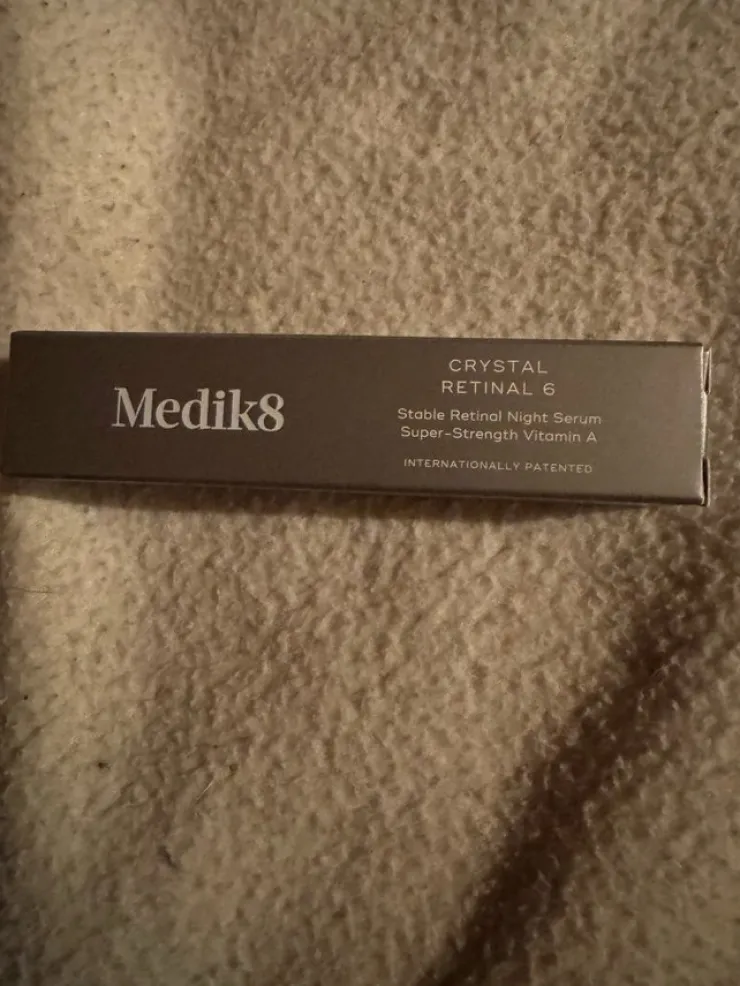 Medik8
CRYSTAL
RETINAL 6
Stable Retinal Night Serum
Super-Strength Vitamin A
INTERNATIONALLY PATENTED